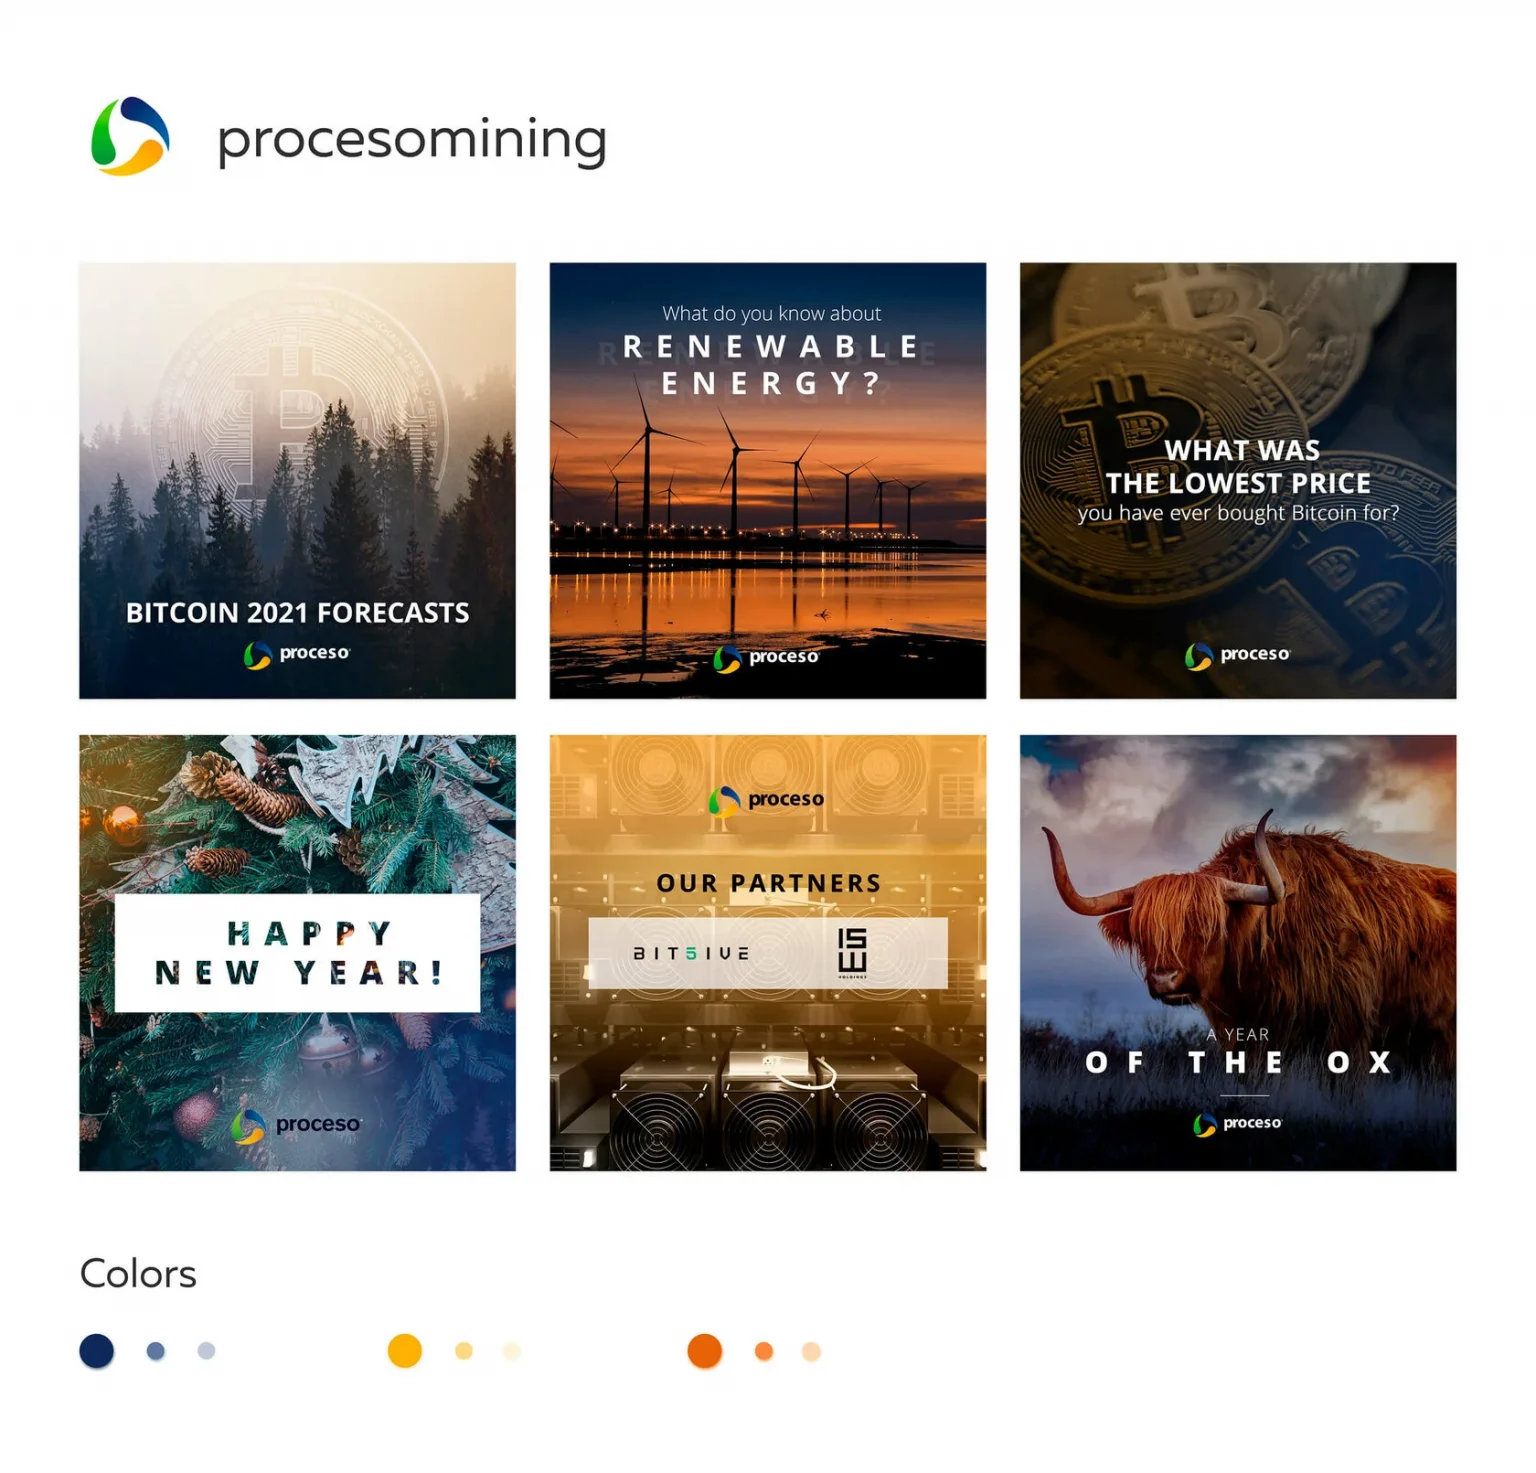 procesomining
BITCOIN 2021 FORECASTS
proceso
What do you know about
RENEWABLE
ENERGY?
proceso
WHAT WAS
THE LOWEST PRICE
you have ever bought Bitcoin for?
proceso
HAPPY
NEW YEAR!
proceso
proceso
OUR PARTNERS
BIT5IVE
ISW
HOLDINGS
A YEAR
OF THE OX
proceso
Colors